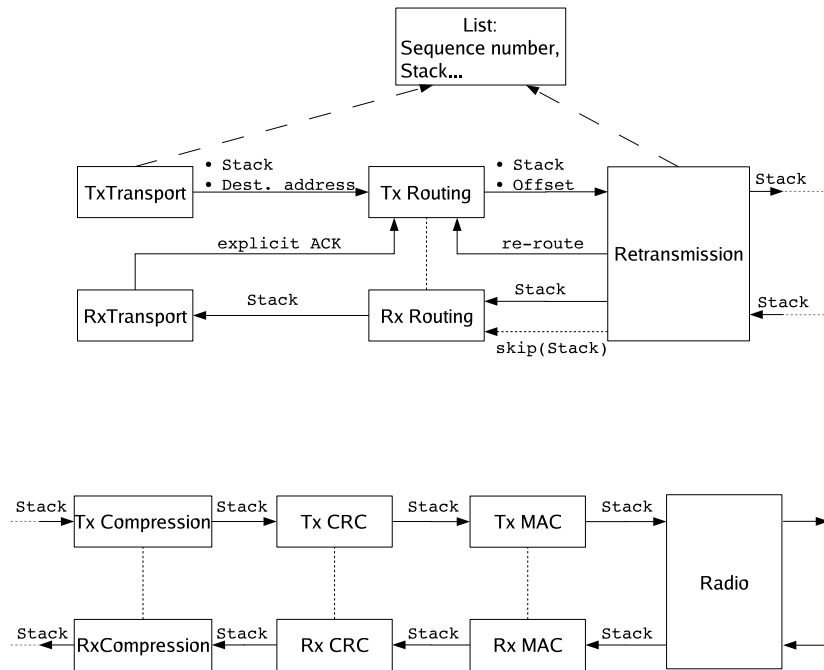 List:
Sequence number,
Stack...
• Stack
• Dest. address
• Stack
• Offset
TxTransport
Tx Routing
Retransmission
Stack
explicit ACK
re-route
RxTransport
Stack
Rx Routing
Stack
skip(Stack)
Stack
Stack
Tx Compression
Stack
Tx CRC
Stack
Tx MAC
Stack
Radio
Stack
RxCompression
Stack
Rx CRC
Stack
Rx MAC
Stack